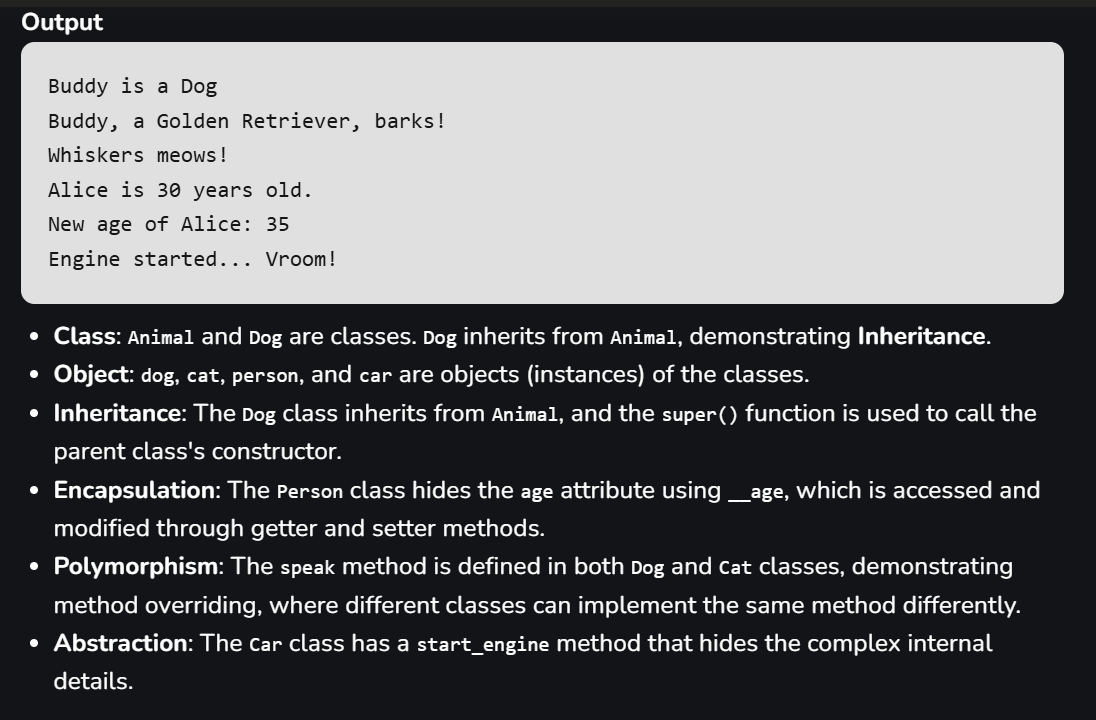 Output
Buddy is a Dog
Buddy, a Golden Retriever, barks!
Whiskers meows!
Alice is 30 years old.
New age of Alice: 35
Engine started... Vroom!
• Class: Animal and Dog are classes. Dog inherits from Animal, demonstrating Inheritance.
• Object: dog, cat, person, and car are objects (instances) of the classes.
• Inheritance: The Dog class inherits from Animal, and the super() function is used to call the
parent class's constructor.
• Encapsulation: The Person class hides the age attribute using __age, which is accessed and
modified through getter and setter methods.
• Polymorphism: The speak method is defined in both Dog and Cat classes, demonstrating
method overriding, where different classes can implement the same method differently.
• Abstraction: The Car class has a start_engine method that hides the complex internal
details.